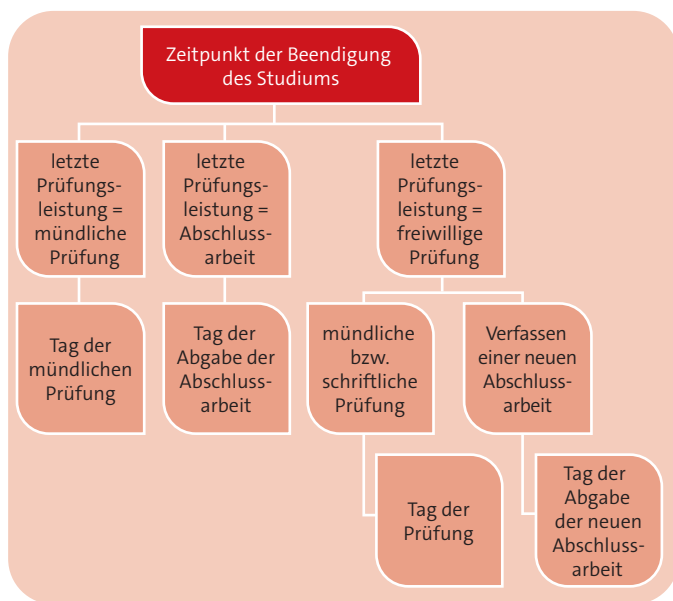 Zeitpunkt der Beendigung
des Studiums
letzte
Prüfungs-
leistung =
mündliche
Prüfung
letzte
Prüfungs-
leistung =
Abschluss-
arbeit
letzte
Prüfungs-
leistung =
freiwillige
Prüfung
Tag der
mündlichen
Prüfung
Tag der
Abgabe der
Abschluss-
arbeit
mündliche
bzw.
schriftliche
Prüfung
Verfassen
einer neuen
Abschluss-
arbeit
Tag der
Prüfung
Tag der
Abgabe
der neuen
Abschluss-
arbeit